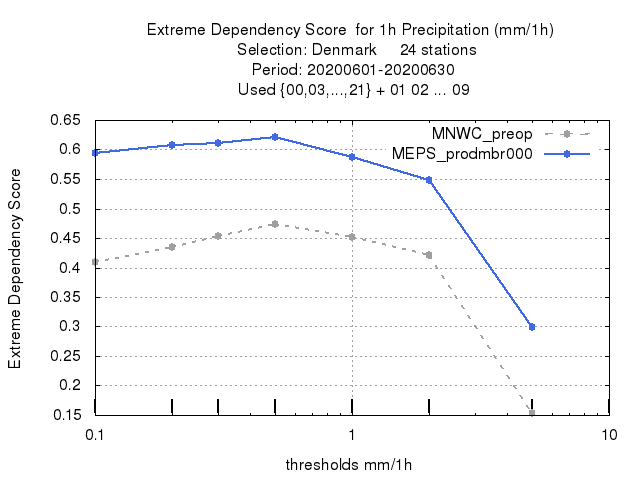 Extreme Dependency Score  for 1h Precipitation (mm/1h)
Selection: Denmark     24 stations
Period: 20200601-20200630
Used {00,03,...,21} + 01 02 ... 09
MNWC_preop
MEPS_prodmbr000
Extreme Dependency Score
0.65
0.6
0.55
0.5
0.45
0.4
0.35
0.3
0.25
0.2
0.15
0.1 1 10
thresholds mm/1h